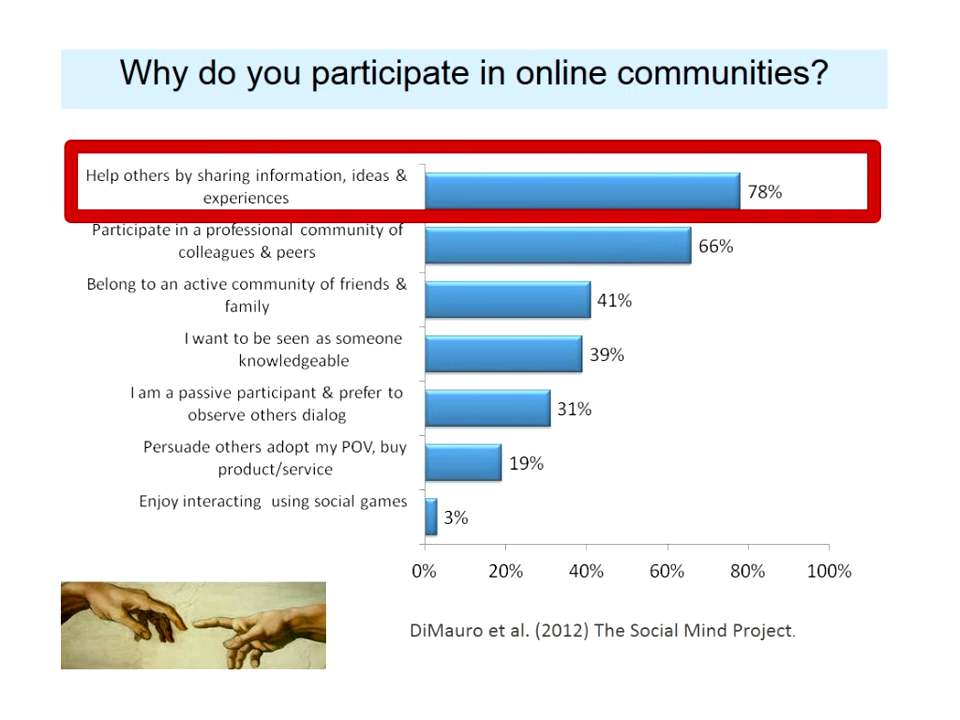 Why do you participate in online communities?
Help others by sharing information, ideas &
experiences
78%
Participate in a professional community of
colleagues & peers
66%
Belong to an active community of friends &
family
41%
I want to be seen as someone
knowledgeable
39%
I am a passive participant & prefer to
observe others dialog
31%
Persuade others adopt my POV, buy
product/service
19%
Enjoy interacting using social games
3%
0% 20% 40% 60% 80% 100%
DiMauro et al. (2012) The Social Mind Project.